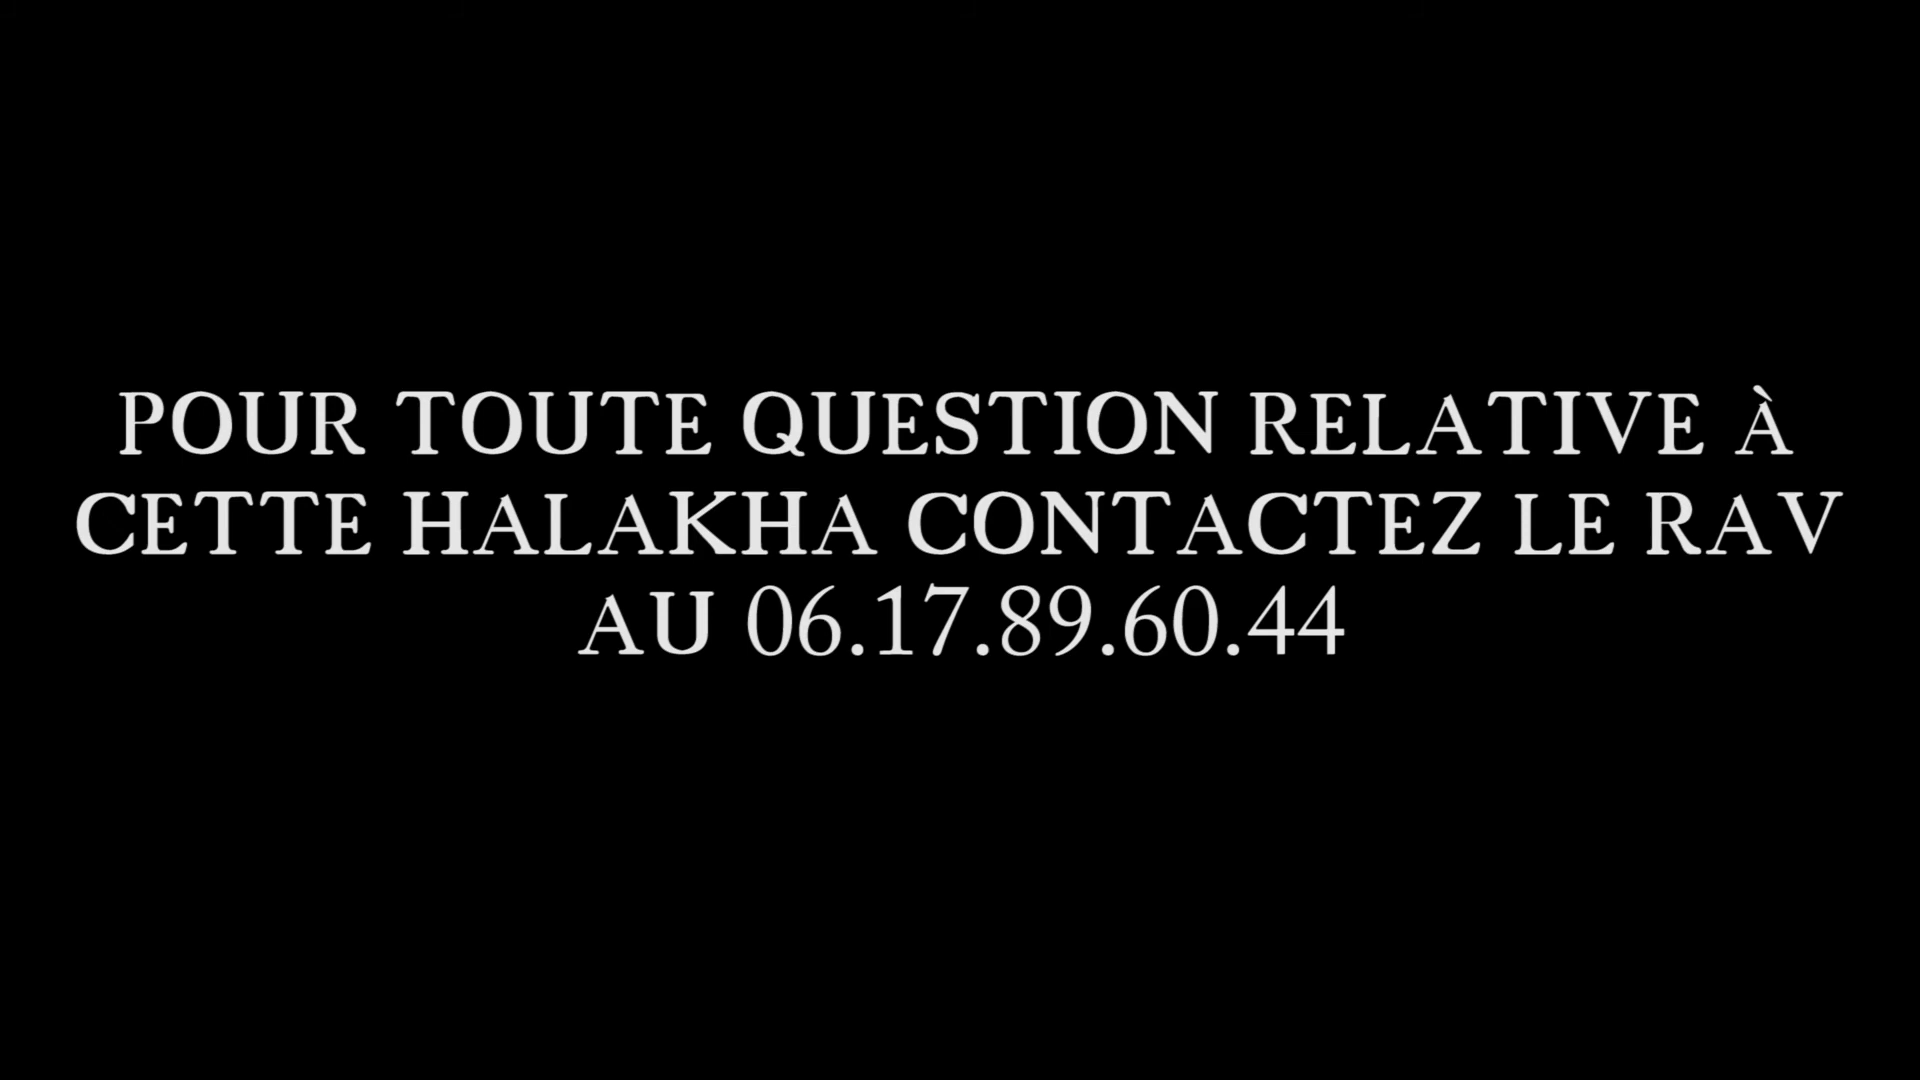 POUR TOUTE QUESTION RELATIVE À
CETTE HALAKHA CONTACTEZ LE RAV
AU 06.17.89.60.44